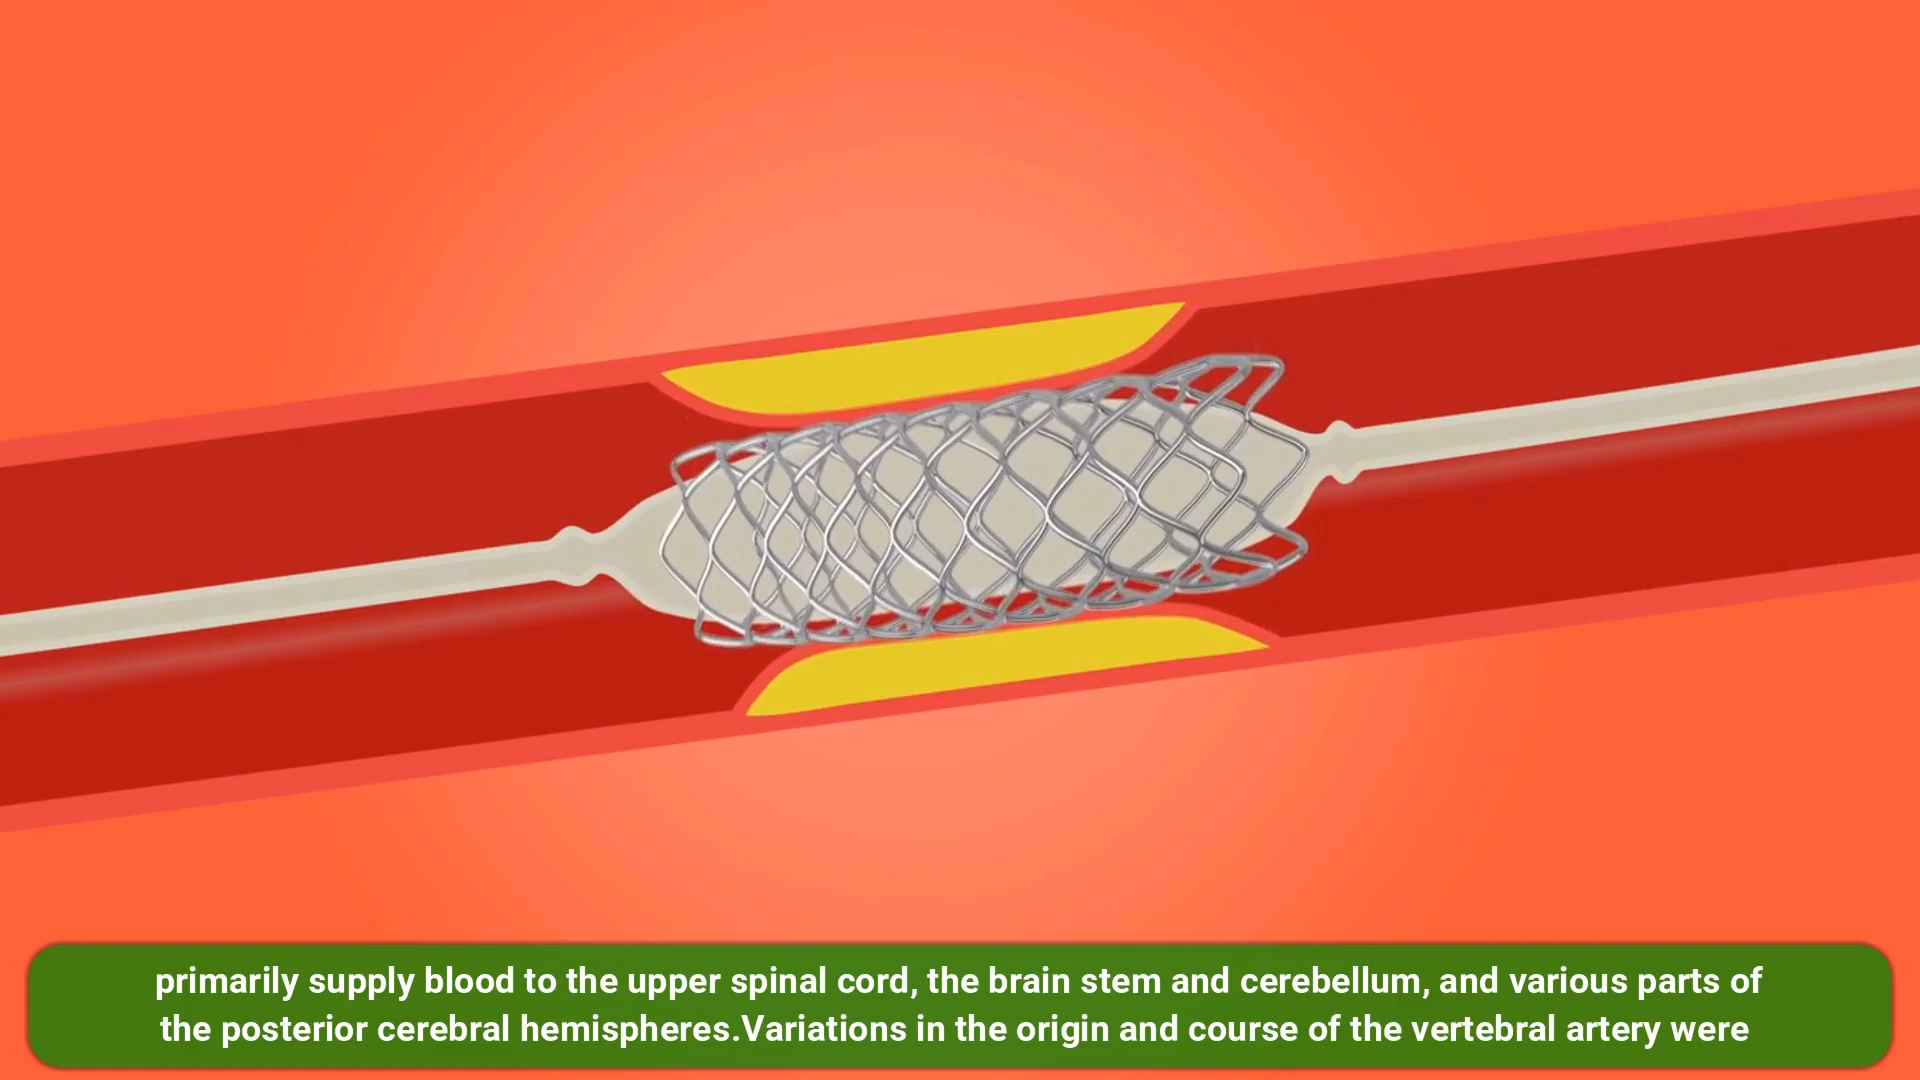 primarily supply blood to the upper spinal cord, the brain stem and cerebellum, and various parts of
the posterior cerebral hemispheres.Variations in the origin and course of the vertebral artery were